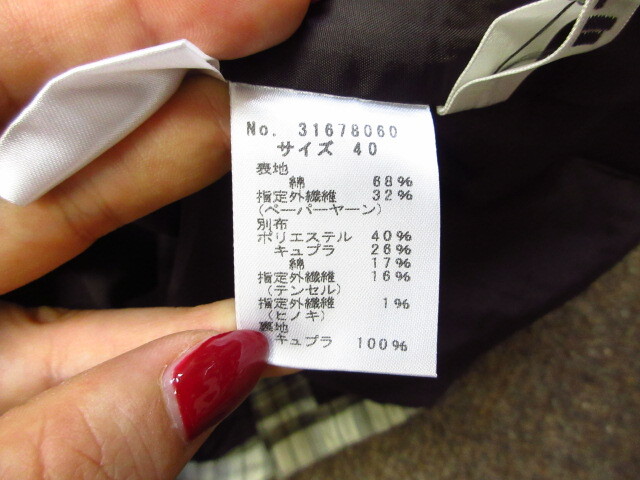 No. 31678060
サイズ 40
表地
綿 68%
指定外繊維 32%
(ペーパーヤーン)
別布
ポリエステル 40%
キュプラ 26%
綿 17%
指定外繊維 16%
(テンセル)
指定外繊維 1%
(ヒノキ)
裏地
キュプラ 100%